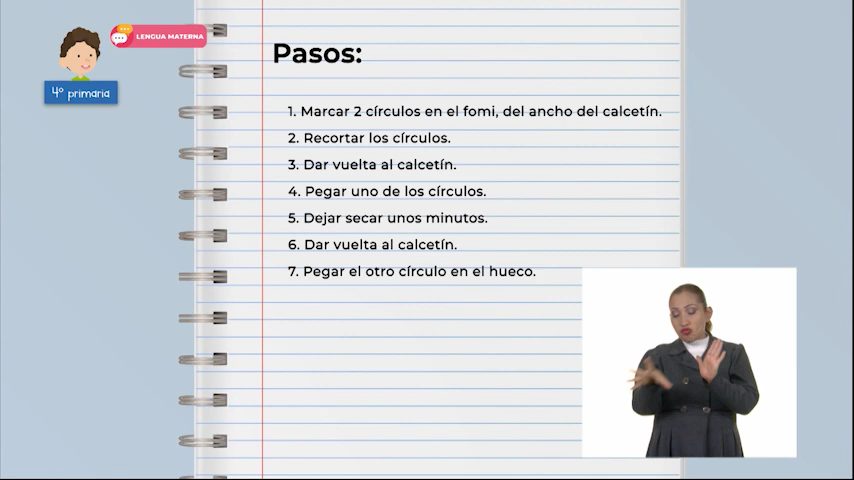 LENGUA MATERNA
4º primaria
Pasos:
1. Marcar 2 círculos en el fomi, del ancho del calcetín.
2. Recortar los círculos.
3. Dar vuelta al calcetín.
4. Pegar uno de los círculos.
5. Dejar secar unos minutos.
6. Dar vuelta al calcetín.
7. Pegar el otro círculo en el hueco.